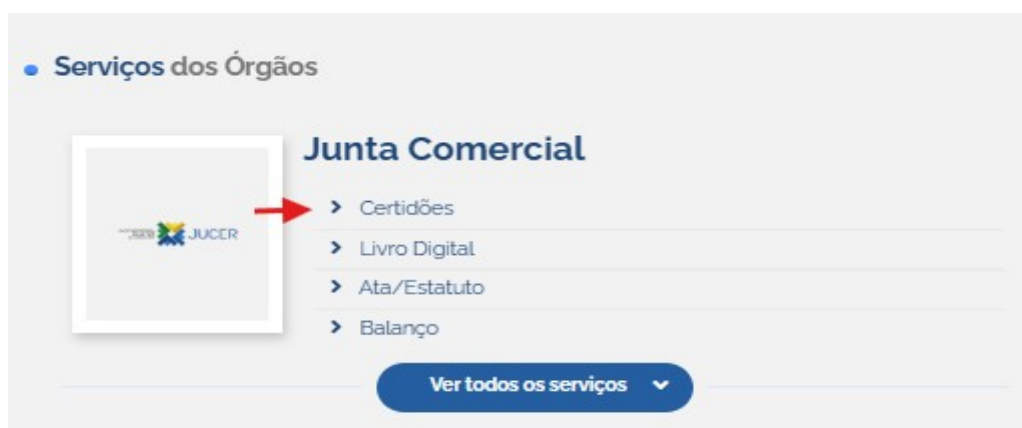 Serviços dos Órgãos
Junta Comercial
Certidões
JUCER
Livro Digital
Ata/Estatuto
Balanço
Ver todos os serviços